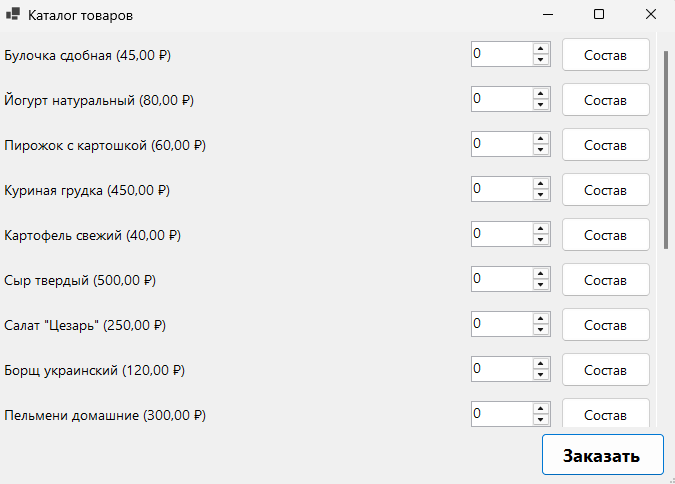 Каталог товаров
Булочка сдобная (45,00 ₽) 0 Состав
Йогурт натуральный (80,00 ₽) 0 Состав
Пирожок с картошкой (60,00 ₽) 0 Состав
Куриная грудка (450,00 ₽) 0 Состав
Картофель свежий (40,00 ₽) 0 Состав
Сыр твердый (500,00 ₽) 0 Состав
Салат "Цезарь" (250,00 ₽) 0 Состав
Борщ украинский (120,00 ₽) 0 Состав
Пельмени домашние (300,00 ₽) 0 Состав
Заказать